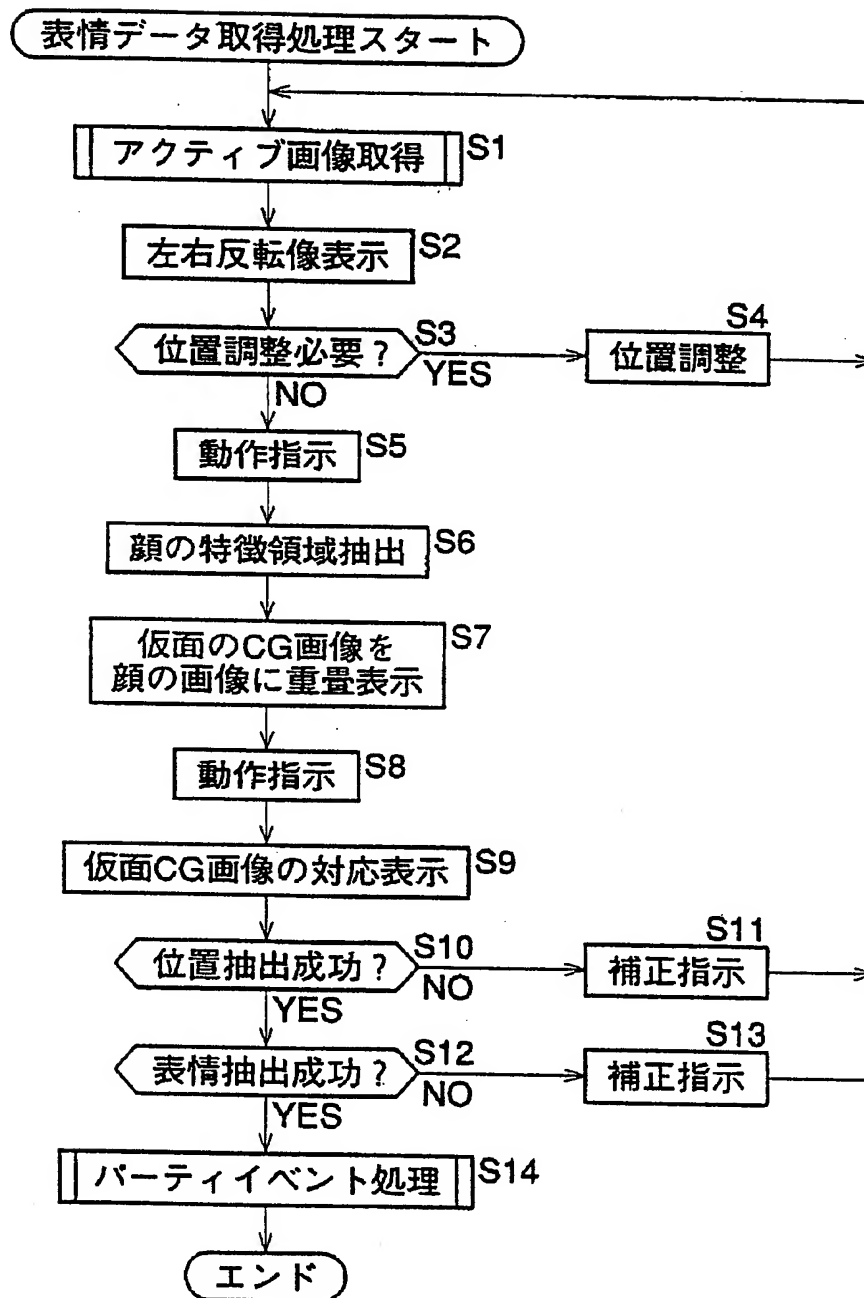 表情データ取得処理スタート
アクティブ画像取得 S1
左右反転像表示 S2
位置調整必要? S3
YES
NO
S4
位置調整
動作指示 S5
顔の特徴領域抽出 S6
仮面のCG画像を
顔の画像に重畳表示
S7
動作指示 S8
仮面CG画像の対応表示 S9
位置抽出成功? S10
NO
YES
S11
補正指示
表情抽出成功? S12
NO
YES
S13
補正指示
パーティイベント処理 S14
エンド